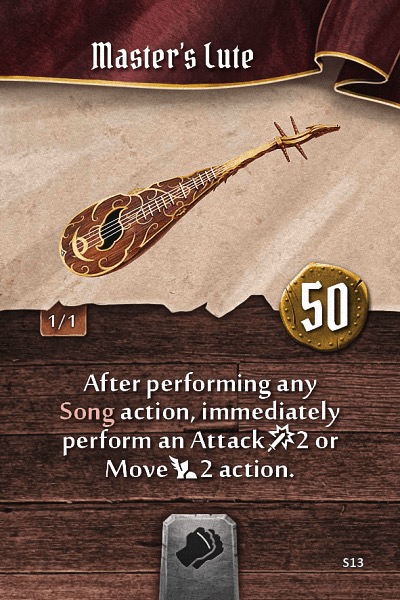 Master's Lute
50
1/1
After performing any
Song action, immediately
perform an Attack 2 or
Move 2 action.
S13